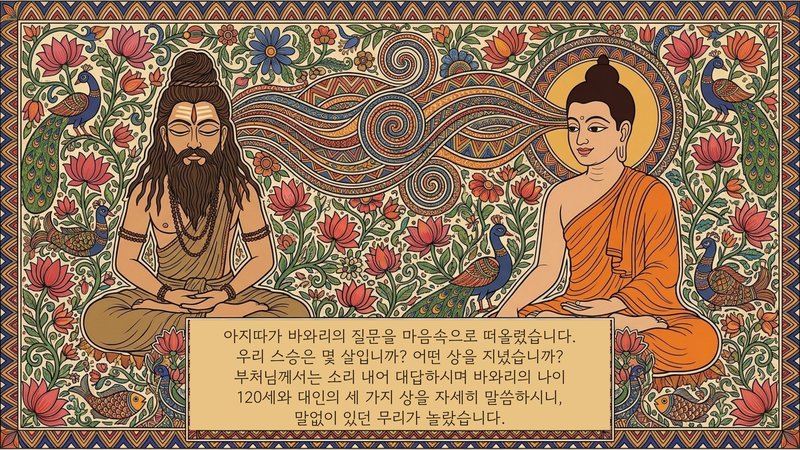 아지따가 바와리의 질문을 마음속으로 떠올렸습니다.
우리 스승은 몇 살입니까? 어떤 상을 지녔습니까?
부처님께서는 소리 내어 대답하시며 바와리의 나이
120세와 대인의 세 가지 상을 자세히 말씀하시니,
말없이 있던 무리가 놀랐습니다.